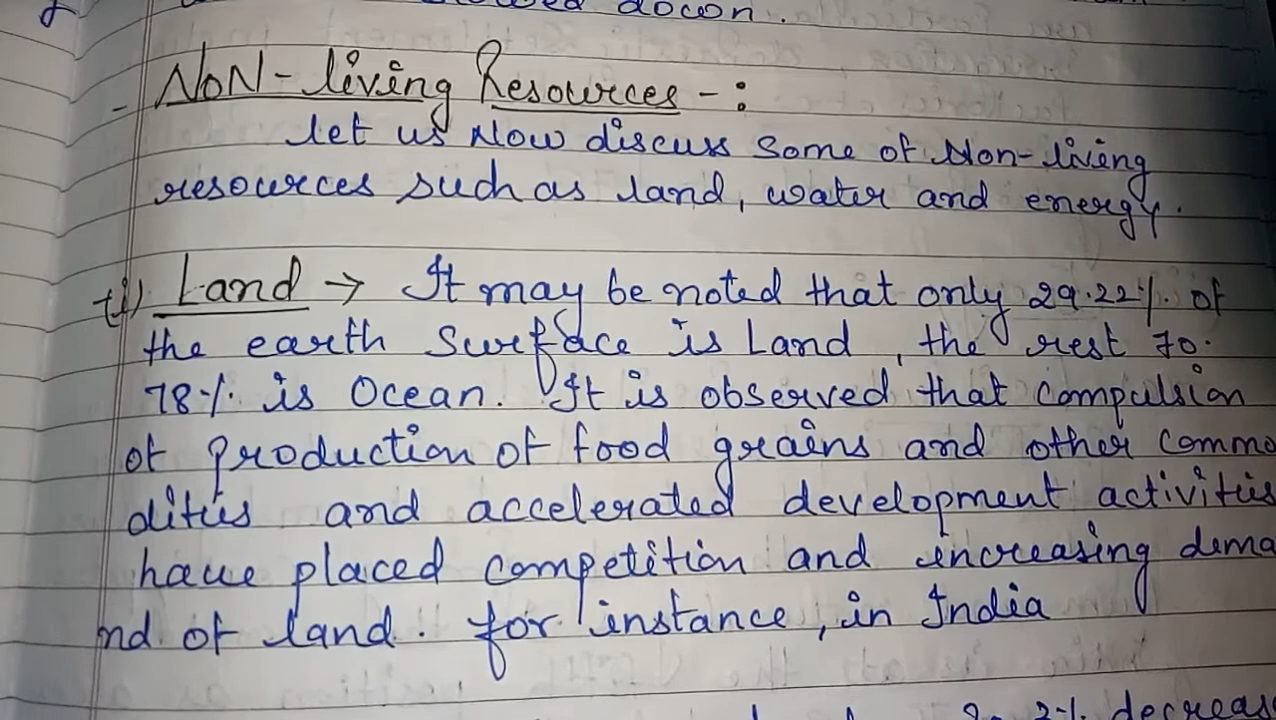 down.
- NoN-living Resources -:
let us Now discuss some of Non-living
resources such as land, water and energy.
(i) Land → It may be noted that only 29.22% of
the earth surface is Land, the rest 70.
78% is Ocean. It is observed that compulsion
of production of food grains and other commo
dities and accelerated development activities
have placed competition and increasing dema
nd of land. for instance, in India
2% decreas